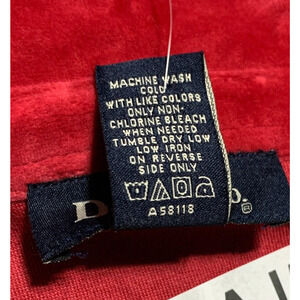 MACHINE WASH
COLD
WITH LIKE COLORS
ONLY NON-
CHLORINE BLEACH
WHEN NEEDED
TUMBLE DRY LOW
LOW IRON
ON REVERSE
SIDE ONLY
A58118